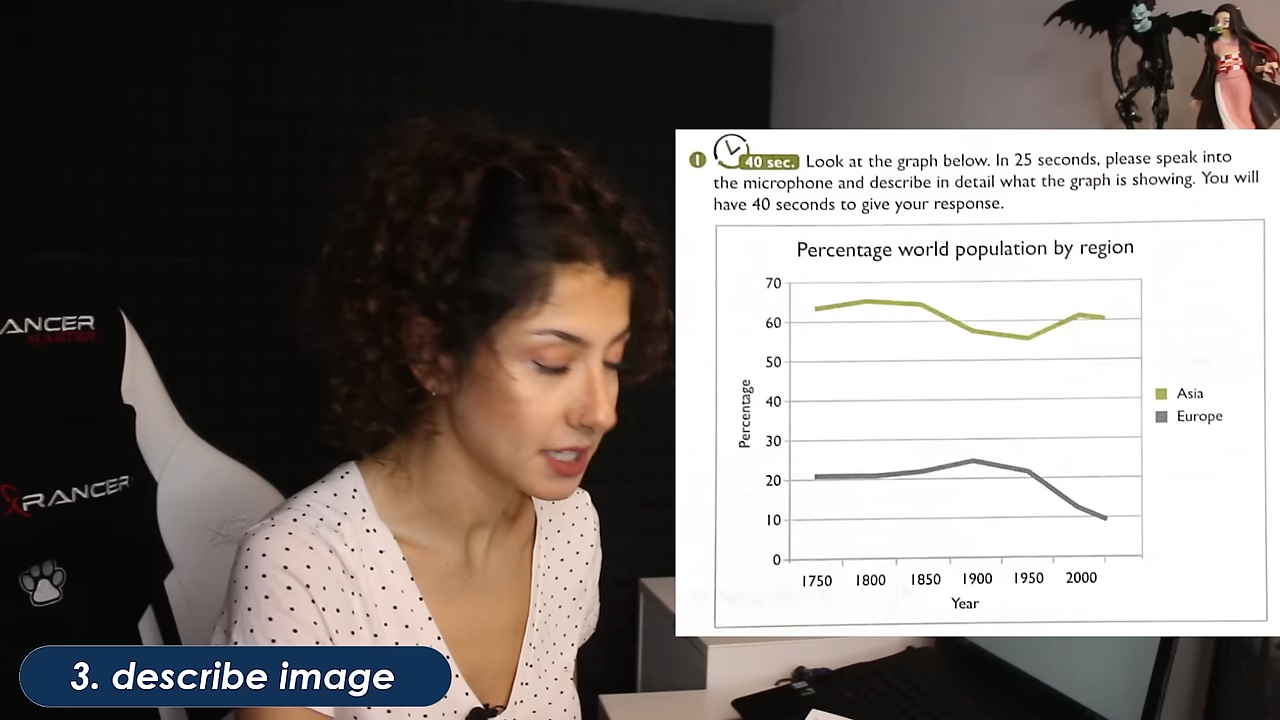 1 40 sec. Look at the graph below. In 25 seconds, please speak into
the microphone and describe in detail what the graph is showing. You will
have 40 seconds to give your response.
Percentage world population by region
70
60
50
40
30
20
10
0
Percentage
1750 1800 1850 1900 1950 2000
Year
Asia
Europe
ANCER
RANCER
3. describe image